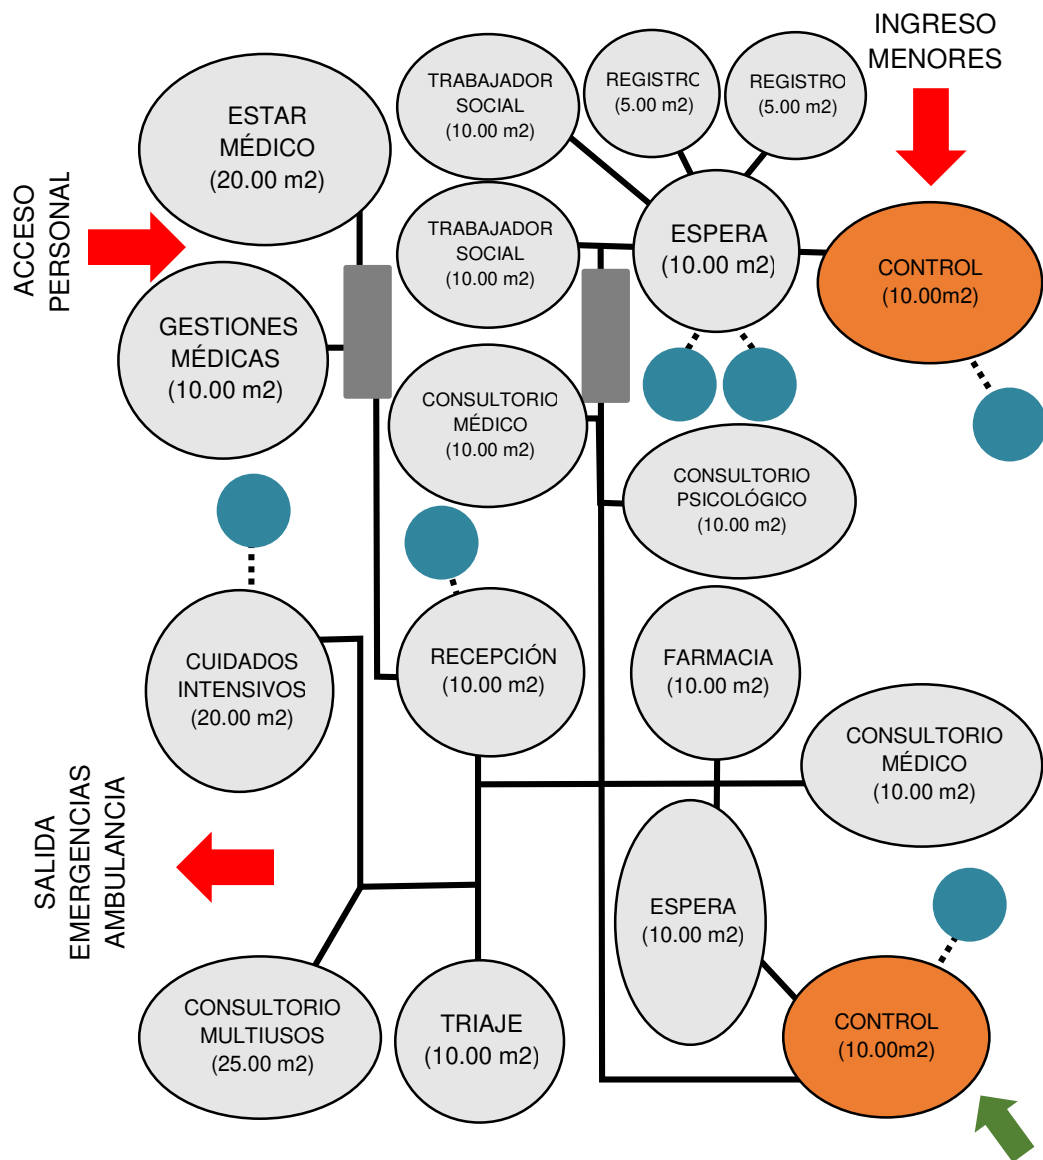 INGRESO
MENORES
ESTAR
MÉDICO
(20.00 m2)
TRABAJADOR
SOCIAL
(10.00 m2)
REGISTRO
(5.00 m2)
REGISTRO
(5.00 m2)
ACCESO
PERSONAL
TRABAJADOR
SOCIAL
(10.00 m2)
ESPERA
(10.00 m2)
CONTROL
(10.00m2)
GESTIONES
MÉDICAS
(10.00 m2)
CONSULTORIO
MÉDICO
(10.00 m2)
CONSULTORIO
PSICOLÓGICO
(10.00 m2)
CUIDADOS
INTENSIVOS
(20.00 m2)
RECEPCIÓN
(10.00 m2)
FARMACIA
(10.00 m2)
CONSULTORIO
MÉDICO
(10.00 m2)
SALIDA
EMERGENCIAS
AMBULANCIA
ESPERA
(10.00 m2)
CONSULTORIO
MULTIUSOS
(25.00 m2)
TRIAJE
(10.00 m2)
CONTROL
(10.00m2)